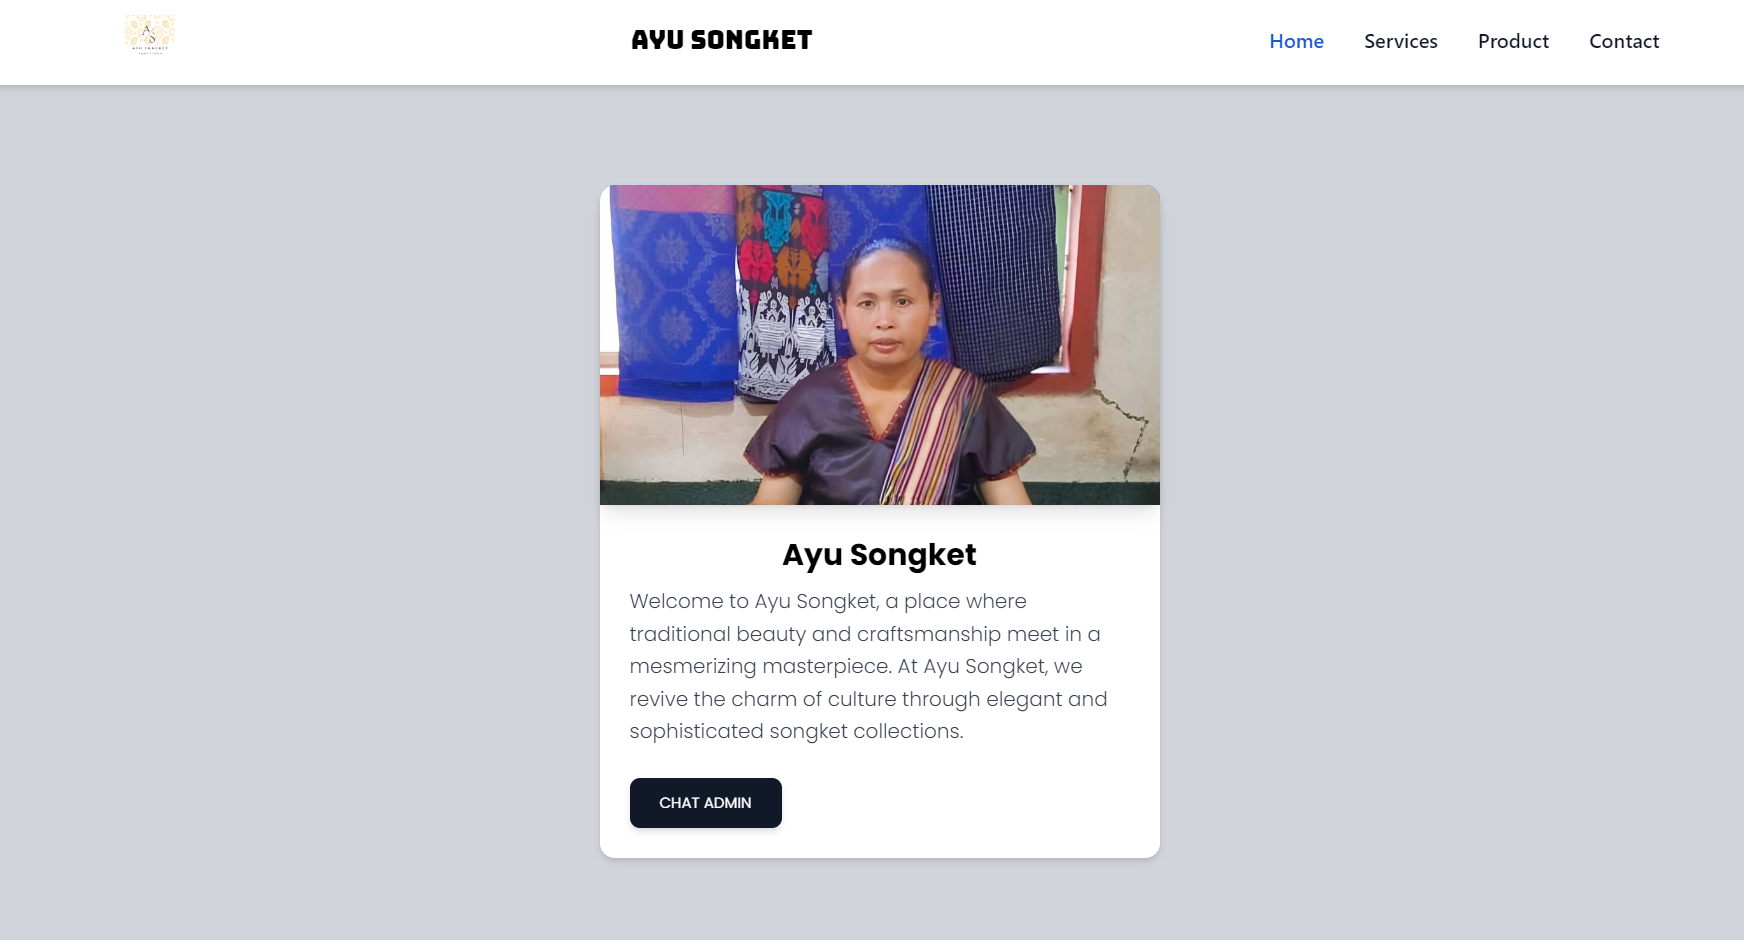 AYU SONGKET
AYU SONGKET
Home
Services
Product
Contact
Ayu Songket
Welcome to Ayu Songket, a place where
traditional beauty and craftsmanship meet in a
mesmerizing masterpiece. At Ayu Songket, we
revive the charm of culture through elegant and
sophisticated songket collections.
CHAT ADMIN